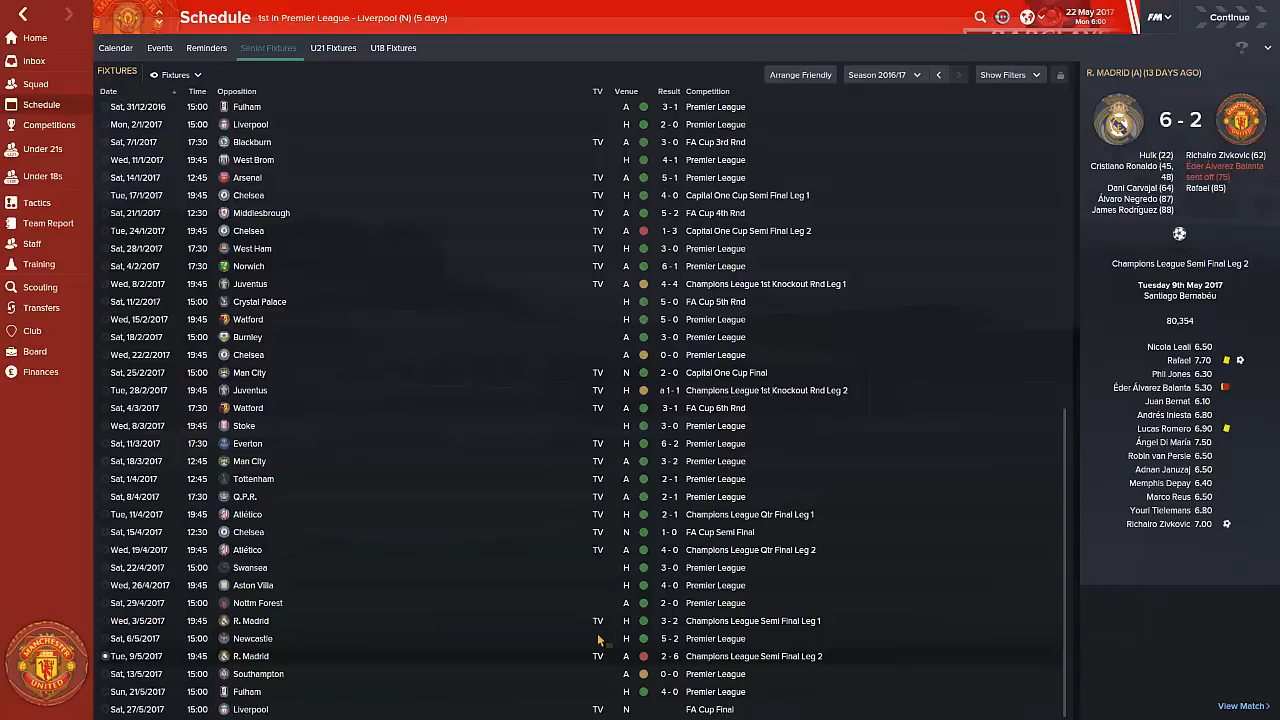 Schedule 1st in Premier League - Liverpool (N) (5 days)
22 May 2017
Mon 6:00
FM
Continue
Home
Inbox
Squad
Schedule
Competitions
Under 21s
Under 18s
Tactics
Team Report
Staff
Training
Scouting
Transfers
Club
Board
Finances
MANCHESTER
UNITED
Calendar Events Reminders Senior Fixtures U21 Fixtures U18 Fixtures
FIXTURES Fixtures Arrange Friendly Season 2016/17 Show Filters
Date Time Opposition TV Venue Result Competition
Sat, 31/12/2016 15:00 Fulham A 3 - 1 Premier League
Mon, 2/1/2017 15:00 Liverpool H 2 - 0 Premier League
Sat, 7/1/2017 17:30 Blackburn TV A 3 - 0 FA Cup 3rd Rnd
Wed, 11/1/2017 19:45 West Brom H 4 - 1 Premier League
Sat, 14/1/2017 12:45 Arsenal TV A 5 - 1 Premier League
Tue, 17/1/2017 19:45 Chelsea TV H 4 - 0 Capital One Cup Semi Final Leg 1
Sat, 21/1/2017 12:30 Middlesbrough TV A 5 - 2 FA Cup 4th Rnd
Tue, 24/1/2017 19:45 Chelsea TV A 1 - 3 Capital One Cup Semi Final Leg 2
Sat, 28/1/2017 17:30 West Ham TV H 3 - 0 Premier League
Sat, 4/2/2017 17:30 Norwich TV A 6 - 1 Premier League
Wed, 8/2/2017 19:45 Juventus TV A 4 - 4 Champions League 1st Knockout Rnd Leg 1
Sat, 11/2/2017 15:00 Crystal Palace H 5 - 0 FA Cup 5th Rnd
Wed, 15/2/2017 19:45 Watford H 5 - 0 Premier League
Sat, 18/2/2017 15:00 Burnley A 3 - 0 Premier League
Wed, 22/2/2017 19:45 Chelsea A 0 - 0 Premier League
Sat, 25/2/2017 15:00 Man City TV N 2 - 0 Capital One Cup Final
Tue, 28/2/2017 19:45 Juventus TV H a 1 - 1 Champions League 1st Knockout Rnd Leg 2
Sat, 4/3/2017 17:30 Watford TV A 3 - 1 FA Cup 6th Rnd
Wed, 8/3/2017 19:45 Stoke H 3 - 0 Premier League
Sat, 11/3/2017 17:30 Everton TV H 6 - 2 Premier League
Sat, 18/3/2017 12:45 Man City TV A 3 - 2 Premier League
Sat, 1/4/2017 12:45 Tottenham TV H 2 - 1 Premier League
Sat, 8/4/2017 17:30 Q.P.R. TV A 2 - 1 Premier League
Tue, 11/4/2017 19:45 Atlético TV H 2 - 1 Champions League Qtr Final Leg 1
Sat, 15/4/2017 12:30 Chelsea TV N 1 - 0 FA Cup Semi Final
Wed, 19/4/2017 19:45 Atlético TV A 4 - 0 Champions League Qtr Final Leg 2
Sat, 22/4/2017 15:00 Swansea H 3 - 0 Premier League
Wed, 26/4/2017 19:45 Aston Villa H 4 - 0 Premier League
Sat, 29/4/2017 15:00 Nottm Forest A 2 - 0 Premier League
Wed, 3/5/2017 19:45 R. Madrid TV H 3 - 2 Champions League Semi Final Leg 1
Sat, 6/5/2017 15:00 Newcastle H 5 - 2 Premier League
Tue, 9/5/2017 19:45 R. Madrid TV A 2 - 6 Champions League Semi Final Leg 2
Sat, 13/5/2017 15:00 Southampton A 0 - 0 Premier League
Sun, 21/5/2017 15:00 Fulham H 4 - 0 Premier League
Sat, 27/5/2017 15:00 Liverpool TV N FA Cup Final
R. MADRID (A) (13 DAYS AGO)
6 - 2
Hulk (22) Richairo Zivkovic (62)
Cristiano Ronaldo (45, Éder Álvarez Balanta
48) sent off (75)
Dani Carvajal (64) Rafael (85)
Álvaro Negredo (87)
James Rodríguez (88)
Champions League Semi Final Leg 2
Tuesday 9th May 2017
Santiago Bernabéu
80,354
Nicola Leali 6.50
Rafael 7.70
Phil Jones 6.30
Éder Álvarez Balanta 5.30
Juan Bernat 6.10
Andrés Iniesta 6.80
Lucas Romero 6.90
Ángel Di María 7.50
Robin van Persie 6.50
Adnan Januzaj 6.50
Memphis Depay 6.40
Marco Reus 6.50
Youri Tielemans 6.80
Richairo Zivkovic 7.00
View Match >